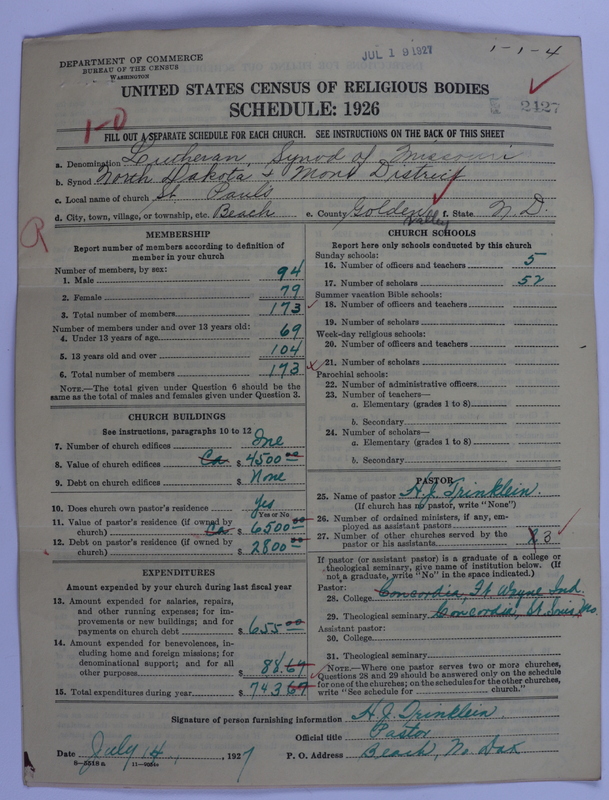 DEPARTMENT OF COMMERCE
BUREAU OF THE CENSUS
WASHINGTON
JUL 19 1927
1-1-4
UNITED STATES CENSUS OF RELIGIOUS BODIES
SCHEDULE: 1926
2427
1-0
FILL OUT A SEPARATE SCHEDULE FOR EACH CHURCH. SEE INSTRUCTIONS ON THE BACK OF THIS SHEET
a. Denomination Lutheran, Synod of Missouri
b. Synod North Dakota & Mont District
c. Local name of church St. Pauli
d. City, town, village, or township, etc. Beach e. County Golden Valley f. State N. D.
R
MEMBERSHIP
Report number of members according to definition of
member in your church
Number of members, by sex:
1. Male 94
2. Female 79
3. Total number of members 173
Number of members under and over 13 years old:
4. Under 13 years of age 69
5. 13 years old and over 104
6. Total number of members 173
NOTE.—The total given under Question 6 should be the
same as the total of males and females given under Question 3.
CHURCH BUILDINGS
See instructions, paragraphs 10 to 12
7. Number of church edifices One
8. Value of church edifices Ca $ 4500 00
9. Debt on church edifices $ None
10. Does church own pastor's residence Yes
Yes or No
11. Value of pastor's residence (if owned by
church) Ca $ 6500 00
12. Debt on pastor's residence (if owned by
church) $ 2800 00
EXPENDITURES
Amount expended by your church during last fiscal year
13. Amount expended for salaries, repairs,
and other running expenses; for im-
provements or new buildings; and for
payments on church debt $ 655 00
14. Amount expended for benevolences, in-
cluding home and foreign missions; for
denominational support; and for all
other purposes $ 88.67
15. Total expenditures during year $ 743 67
CHURCH SCHOOLS
Report here only schools conducted by this church
Sunday schools:
16. Number of officers and teachers 5
17. Number of scholars 52
Summer vacation Bible schools:
18. Number of officers and teachers
19. Number of scholars
Week-day religious schools:
20. Number of officers and teachers
21. Number of scholars
Parochial schools:
22. Number of administrative officers
23. Number of teachers—
a. Elementary (grades 1 to 8)
b. Secondary
24. Number of scholars—
a. Elementary (grades 1 to 8)
b. Secondary
PASTOR
25. Name of pastor H. J. Trinklein.
(If church has no pastor, write "None")
26. Number of ordained ministers, if any, em-
ployed as assistant pastors
27. Number of other churches served by the
pastor or his assistants 3
If pastor (or assistant pastor) is a graduate of a college or
theological seminary, give name of institution below. (If
not a graduate, write "No" in the space indicated.)
Pastor:
28. College Concordia, Ft Wayne Ind.
29. Theological seminary Concordia, St. Louis, Mo.
Assistant pastor:
30. College
31. Theological seminary
NOTE.—Where one pastor serves two or more churches,
Questions 28 and 29 should be answered only on the schedule
for one of the churches; on the schedules for the other churches,
write "See schedule for church."
Signature of person furnishing information H. J. Trinklein
Official title Pastor
Date July 14, 1927 P. O. Address Beach, No. Dak